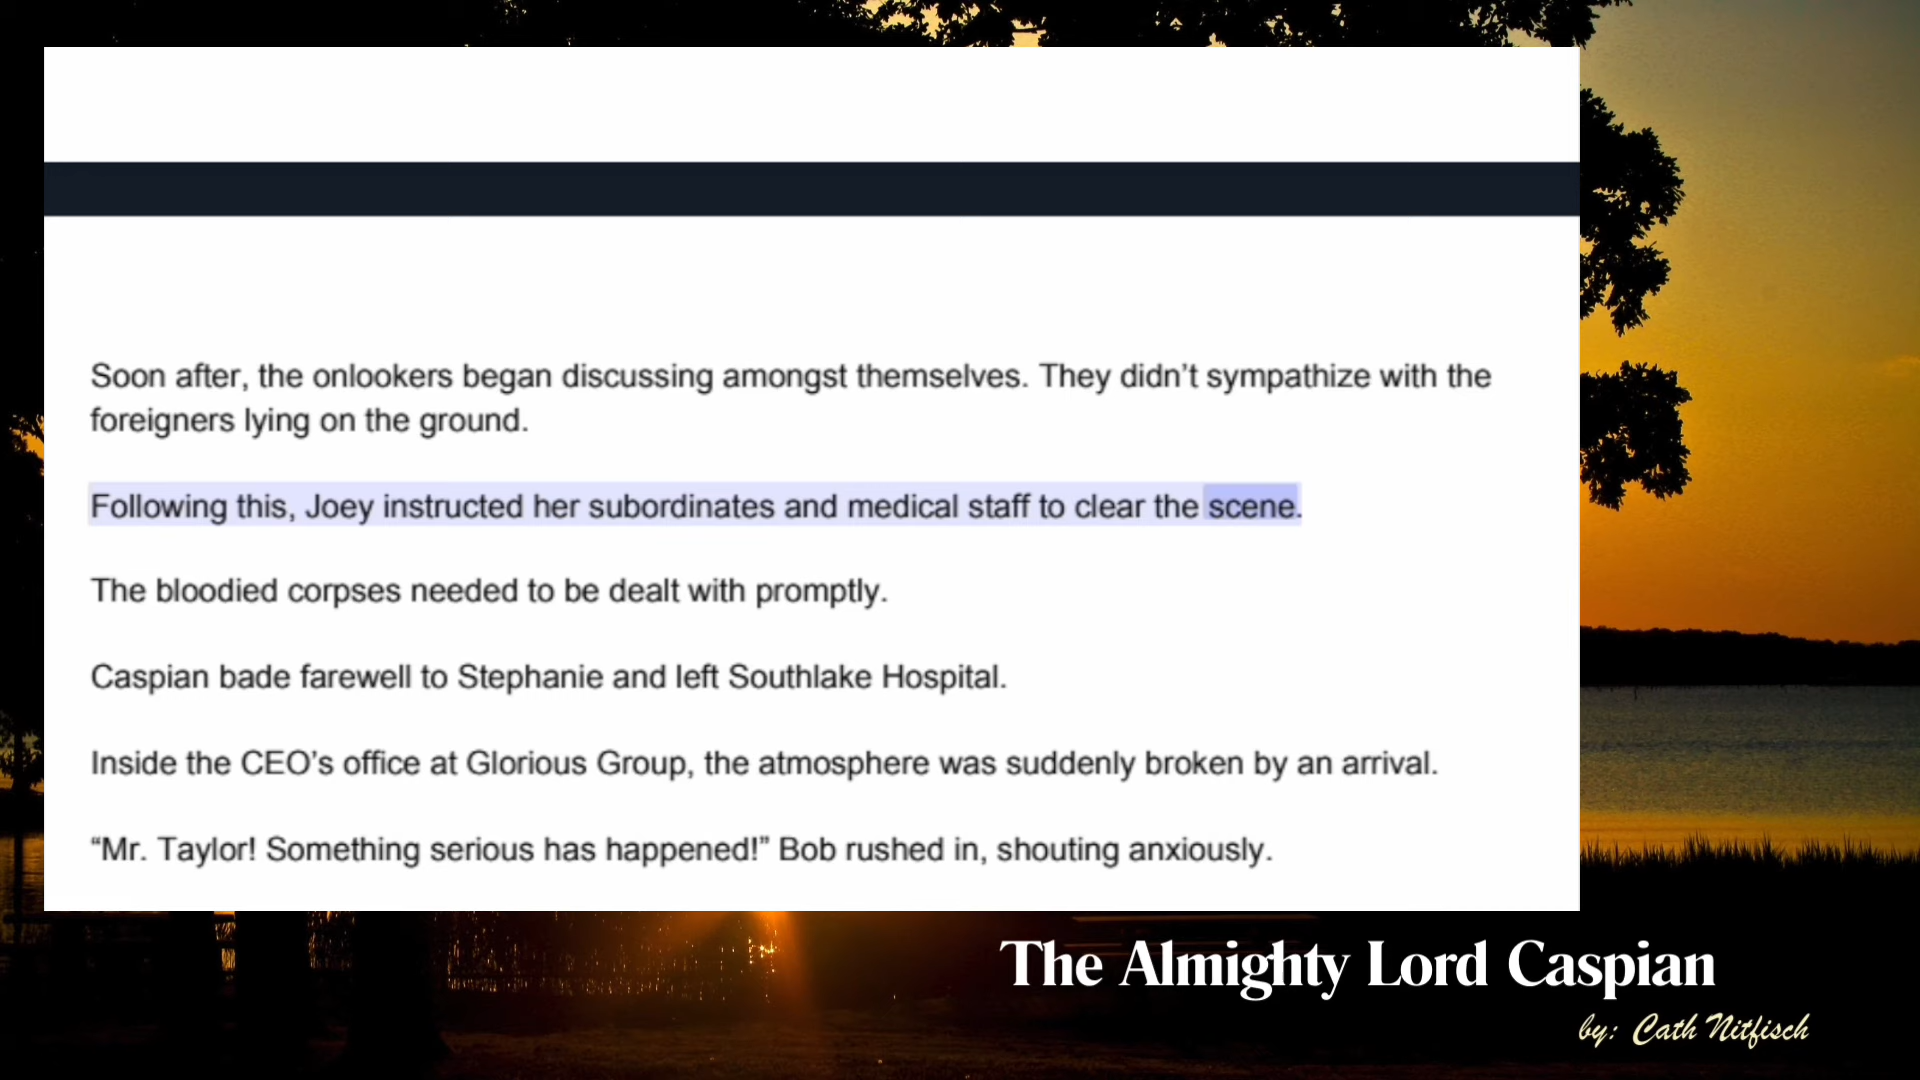 Soon after, the onlookers began discussing amongst themselves. They didn’t sympathize with the
foreigners lying on the ground.
Following this, Joey instructed her subordinates and medical staff to clear the scene.
The bloodied corpses needed to be dealt with promptly.
Caspian bade farewell to Stephanie and left Southlake Hospital.
Inside the CEO’s office at Glorious Group, the atmosphere was suddenly broken by an arrival.
“Mr. Taylor! Something serious has happened!” Bob rushed in, shouting anxiously.
The Almighty Lord Caspian
by: Cath Nitfisch